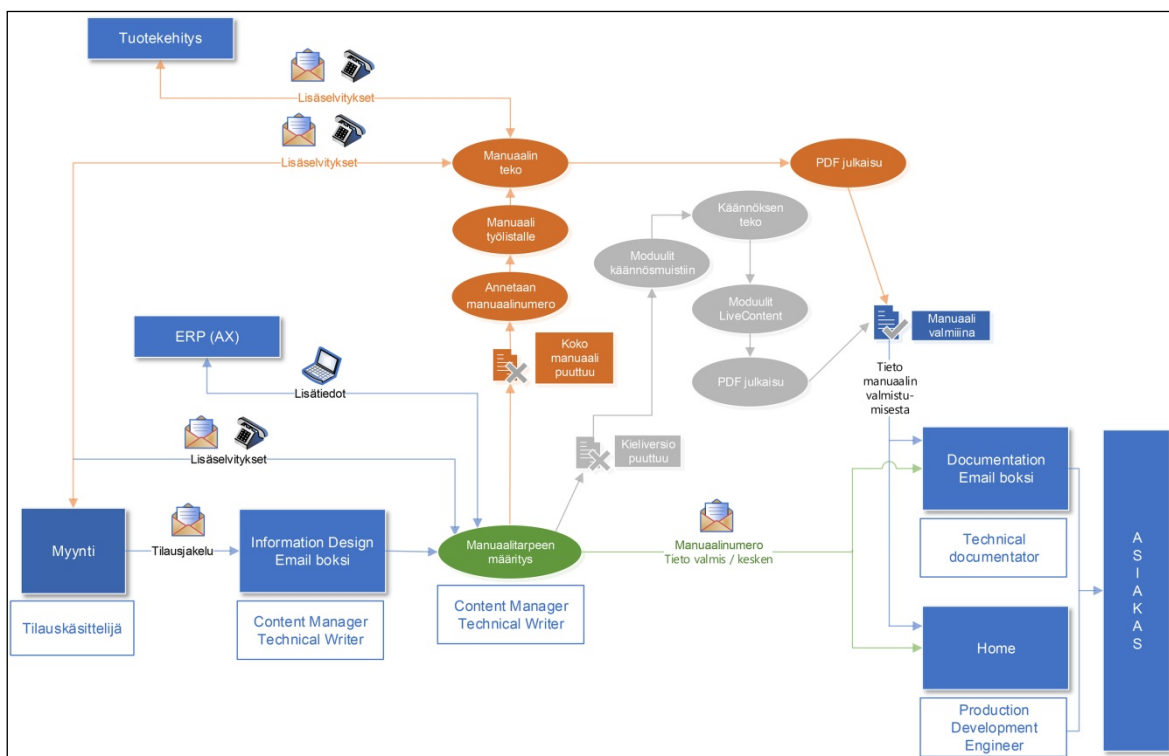 Tuotekehitys
Lisäselvitykset
Lisäselvitykset
Manuaalin
teko
PDF julkaisu
Käännöksen
teko
Manuaali
työlistalle
Moduulit
käännösmuistiin
Annetaan
manuaalinumero
Moduulit
LiveContent
Manuaali
valmiina
ERP (AX)
Koko
manuaali
puuttuu
PDF julkaisu
Tieto
manuaalin
valmistu-
misesta
Lisätiedot
Kieliversio
puuttuu
Lisäselvitykset
Documentation
Email boksi
Myynti
Tilausjakelu
Information Design
Email boksi
Manuaalitarpeen
määritys
Manuaalinumero
Tieto valmis / kesken
Technical
documentator
Tilauskäsittelijä
Content Manager
Technical Writer
Content Manager
Technical Writer
Home
Production
Development
Engineer
A
S
I
A
K
A
S